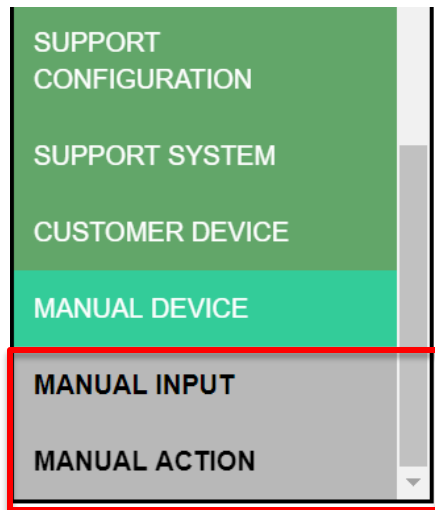 SUPPORT
CONFIGURATION
SUPPORT SYSTEM
CUSTOMER DEVICE
MANUAL DEVICE
MANUAL INPUT
MANUAL ACTION